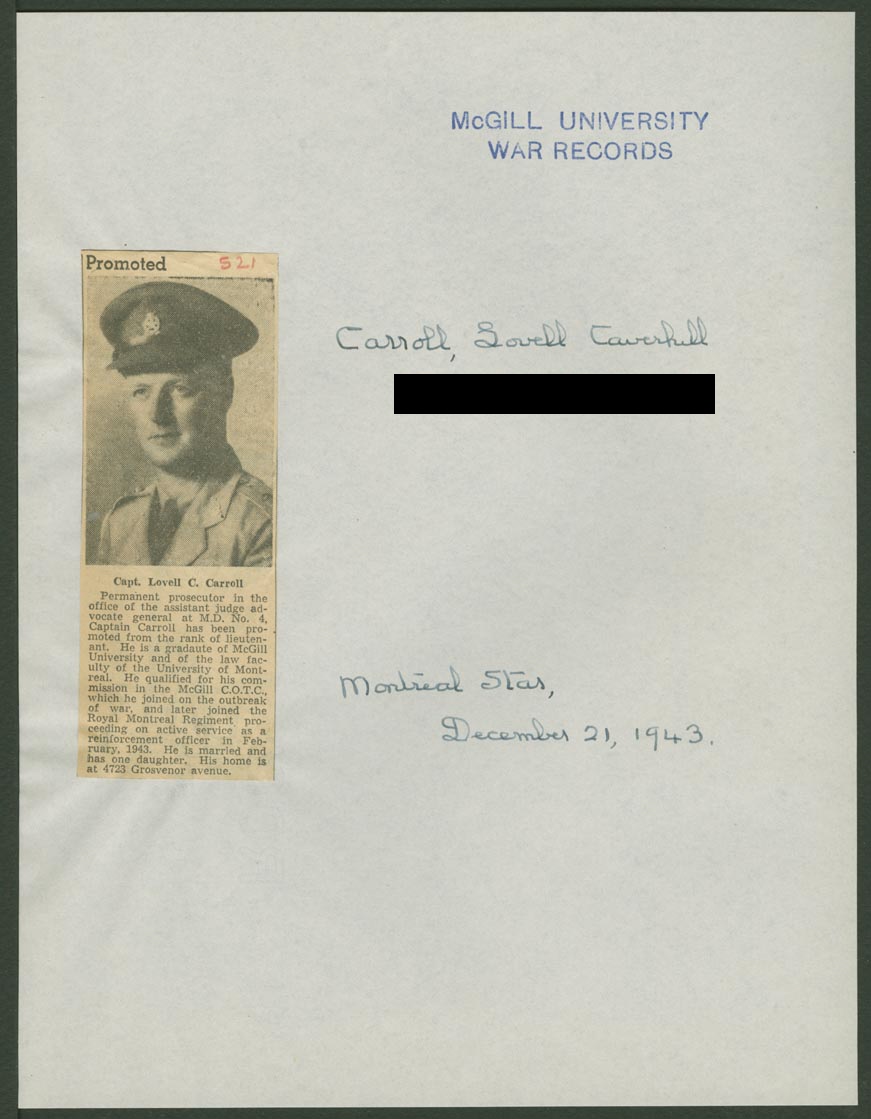 McGILL UNIVERSITY
WAR RECORDS
Promoted 521
Carroll, Lovell Caverhill
Capt. Lovell C. Carroll
Permanent prosecutor in the
office of the assistant judge ad-
vocate general at M.D. No. 4,
Captain Carroll has been pro-
moted from the rank of lieuten-
ant. He is a gradaute of McGill
University and of the law fac-
ulty of the University of Mont-
real. He qualified for his com-
mission in the McGill C.O.T.C.,
which he joined on the outbreak
of war, and later joined the
Royal Montreal Regiment, pro-
ceeding on active service as a
reinforcement officer in Feb-
ruary, 1943. He is married and
has one daughter. His home is
at 4723 Grosvenor avenue.
Montreal Star,
December 21, 1943.